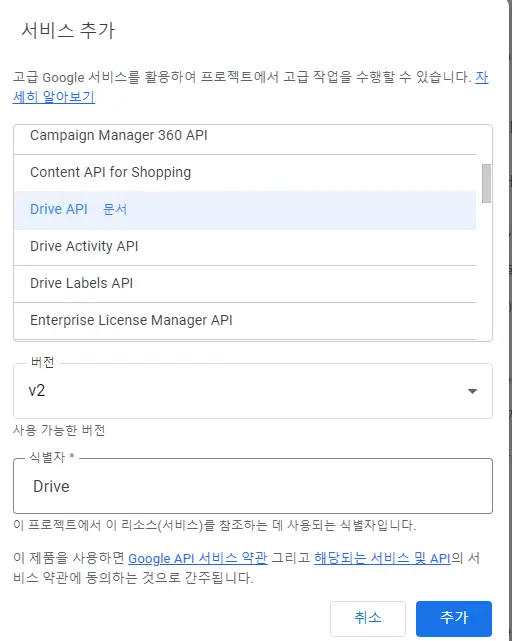 서비스 추가
고급 Google 서비스를 활용하여 프로젝트에서 고급 작업을 수행할 수 있습니다. 자
세히 알아보기
Campaign Manager 360 API
Content API for Shopping
Drive API 문서
Drive Activity API
Drive Labels API
Enterprise License Manager API
버전
v2
사용 가능한 버전
식별자 *
Drive
이 프로젝트에서 이 리소스(서비스)를 참조하는 데 사용되는 식별자입니다.
이 제품을 사용하면 Google API 서비스 약관 그리고 해당되는 서비스 및 API의 서
비스 약관에 동의하는 것으로 간주됩니다.
취소 추가